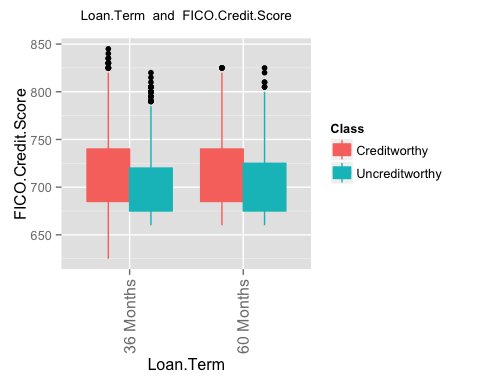 Loan.Term and FICO.Credit.Score
850
800
750
700
650
FICO.Credit.Score
36 Months
60 Months
Loan.Term
Class
Creditworthy
Uncreditworthy